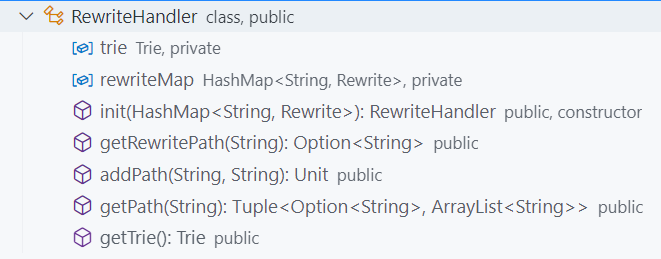 RewriteHandler class, public
trie Trie, private
rewriteMap HashMap<String, Rewrite>, private
init(HashMap<String, Rewrite>): RewriteHandler public, constructor
getRewritePath(String): Option<String> public
addPath(String, String): Unit public
getPath(String): Tuple<Option<String>, ArrayList<String>> public
getTrie(): Trie public